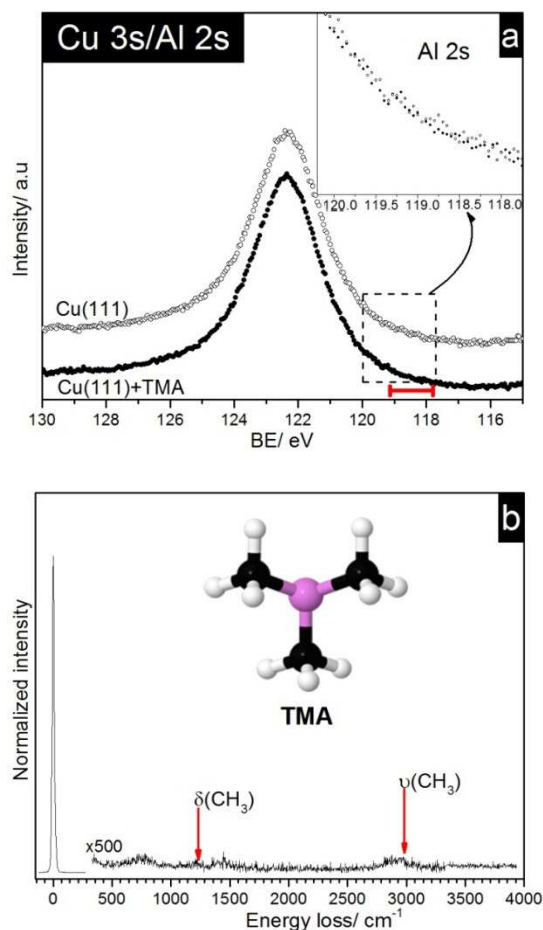 Cu 3s/Al 2s
a
Al 2s
120.0 119.5 119.0 118.5 118.0
Intensity/ a.u
Cu(111)
Cu(111)+TMA
130 128 126 124 122 120 118 116
BE/ eV
b
Normalized intensity
TMA
δ(CH₃)
υ(CH₃)
x500
0 500 1000 1500 2000 2500 3000 3500 4000
Energy loss/ cm⁻¹